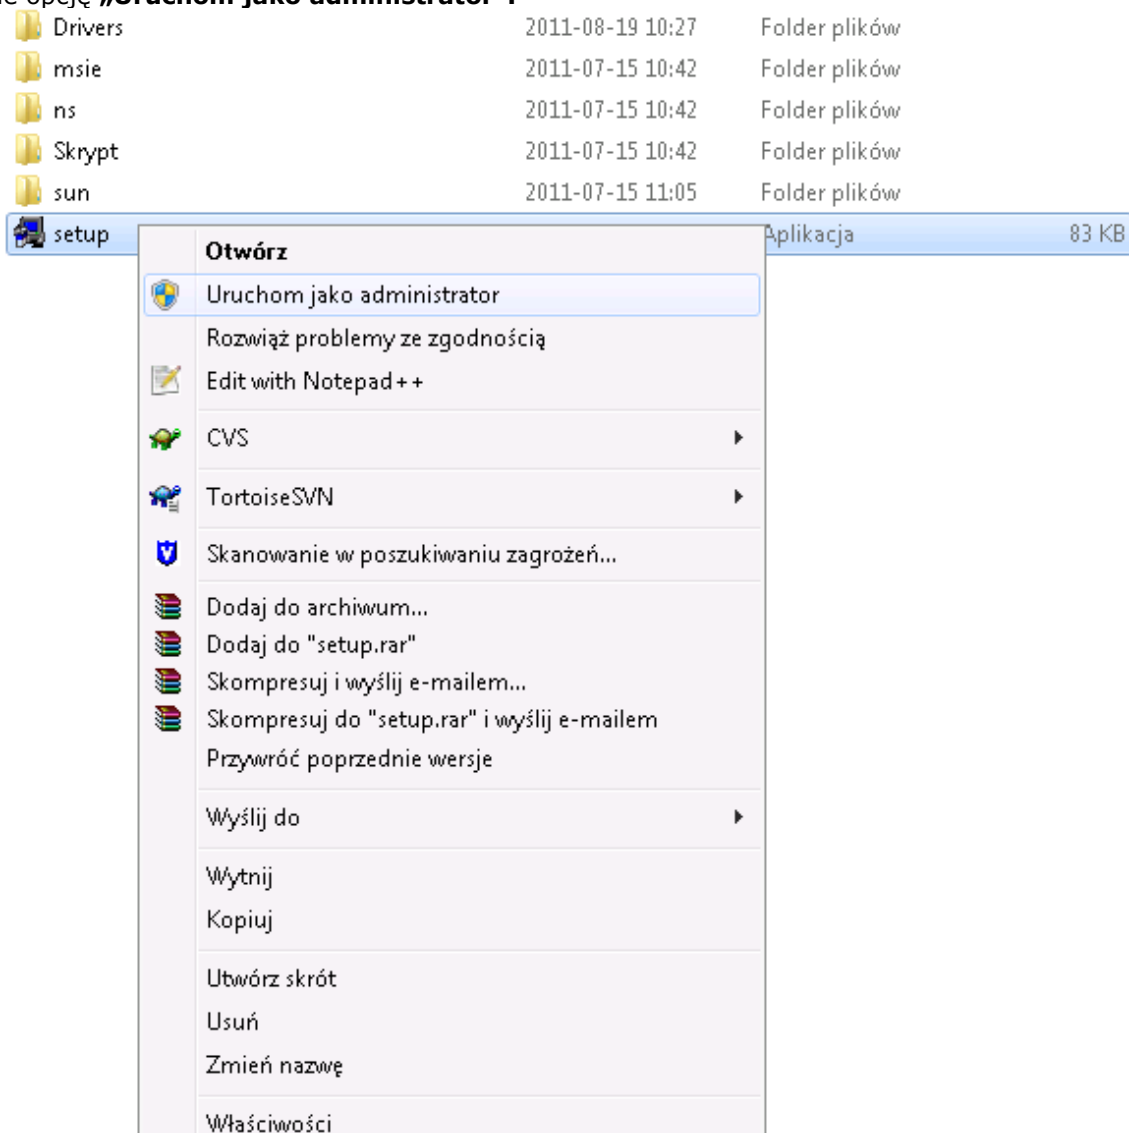 opcję „Uruchom jako administrator".
Drivers 2011-08-19 10:27 Folder plików
msie 2011-07-15 10:42 Folder plików
ns 2011-07-15 10:42 Folder plików
Skrypt 2011-07-15 10:42 Folder plików
sun 2011-07-15 11:05 Folder plików
setup Aplikacja 83 KB
Otwórz
Uruchom jako administrator
Rozwiąż problemy ze zgodnością
Edit with Notepad++
CVS
TortoiseSVN
Skanowanie w poszukiwaniu zagrożeń...
Dodaj do archiwum...
Dodaj do "setup.rar"
Skompresuj i wyślij e-mailem...
Skompresuj do "setup.rar" i wyślij e-mailem
Przywróć poprzednie wersje
Wyślij do
Wytnij
Kopiuj
Utwórz skrót
Usuń
Zmień nazwę
Właściwości